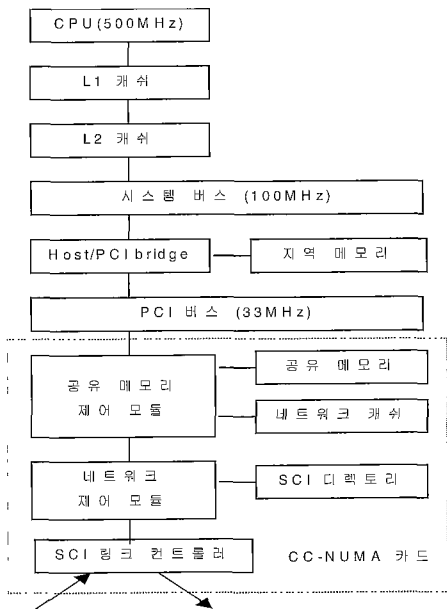 CPU(500MHz)
L1 캐쉬
L2 캐쉬
시스템 버스 (100MHz)
Host/PCI bridge
지역 메모리
PCI 버스 (33MHz)
공유 메모리
제어 모듈
공유 메모리
네트워크 캐쉬
네트워크
제어 모듈
SCI 디렉토리
SCI 링크 컨트롤러
CC-NUMA 카드